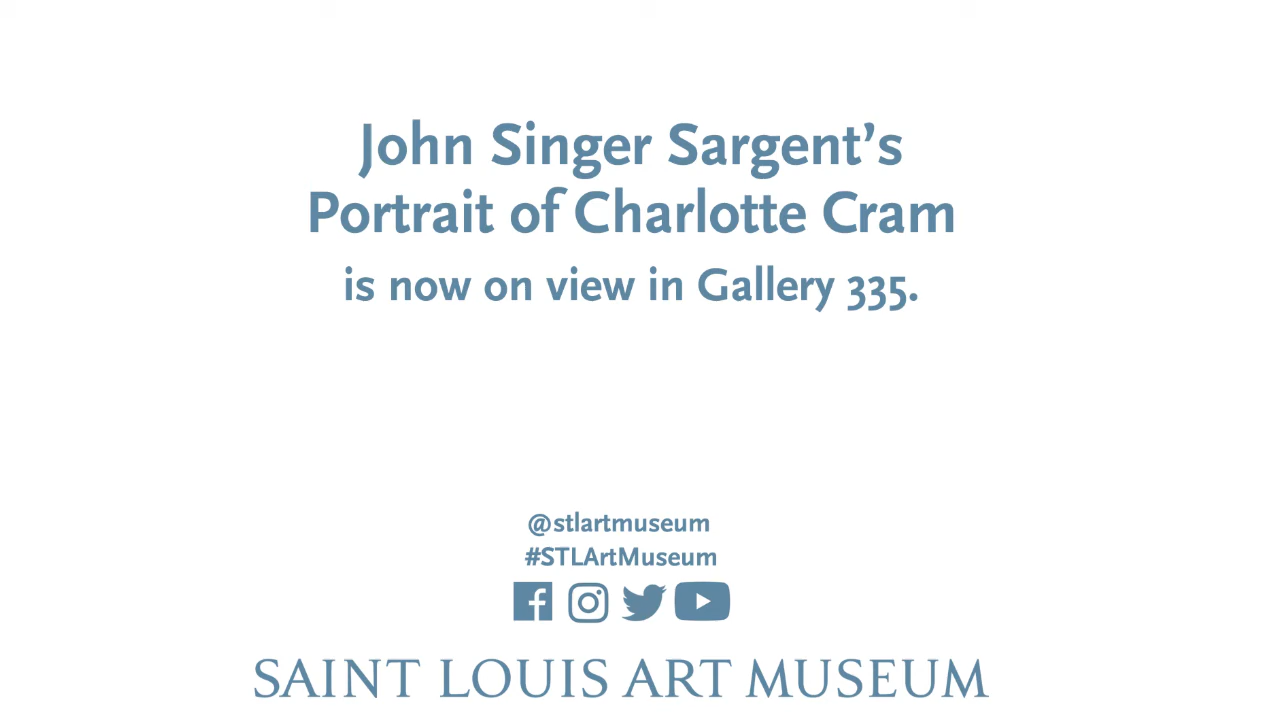 John Singer Sargent’s
Portrait of Charlotte Cram
is now on view in Gallery 335.
@stlartmuseum
#STLArtMuseum
SAINT LOUIS ART MUSEUM